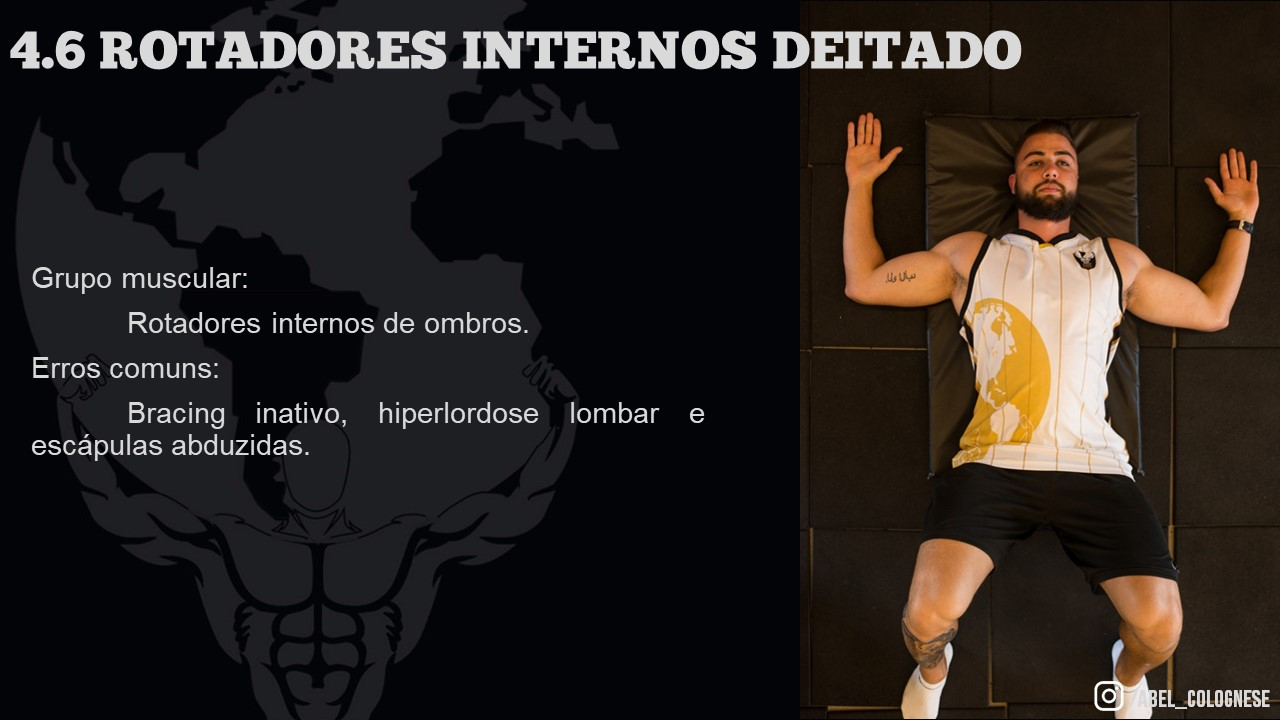 4.6 ROTADORES INTERNOS DEITADO
Grupo muscular:
Rotadores internos de ombros.
Erros comuns:
Bracing inativo, hiperlordose lombar e
escápulas abduzidas.
/ABEL_COLOGNESE